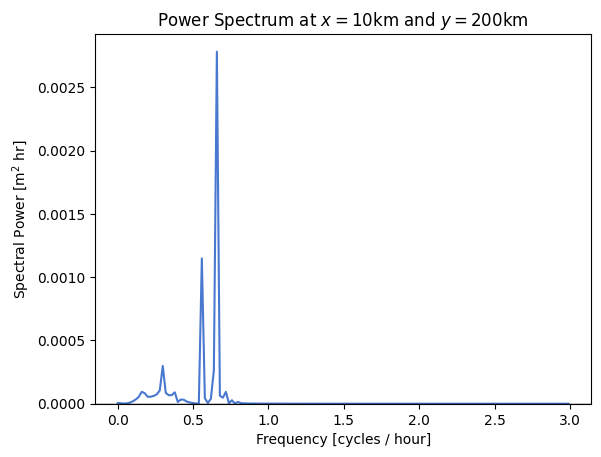 Power Spectrum at x = 10km and y = 200km
Spectral Power [m² hr]
0.0025
0.0020
0.0015
0.0010
0.0005
0.0000
0.0 0.5 1.0 1.5 2.0 2.5 3.0
Frequency [cycles / hour]